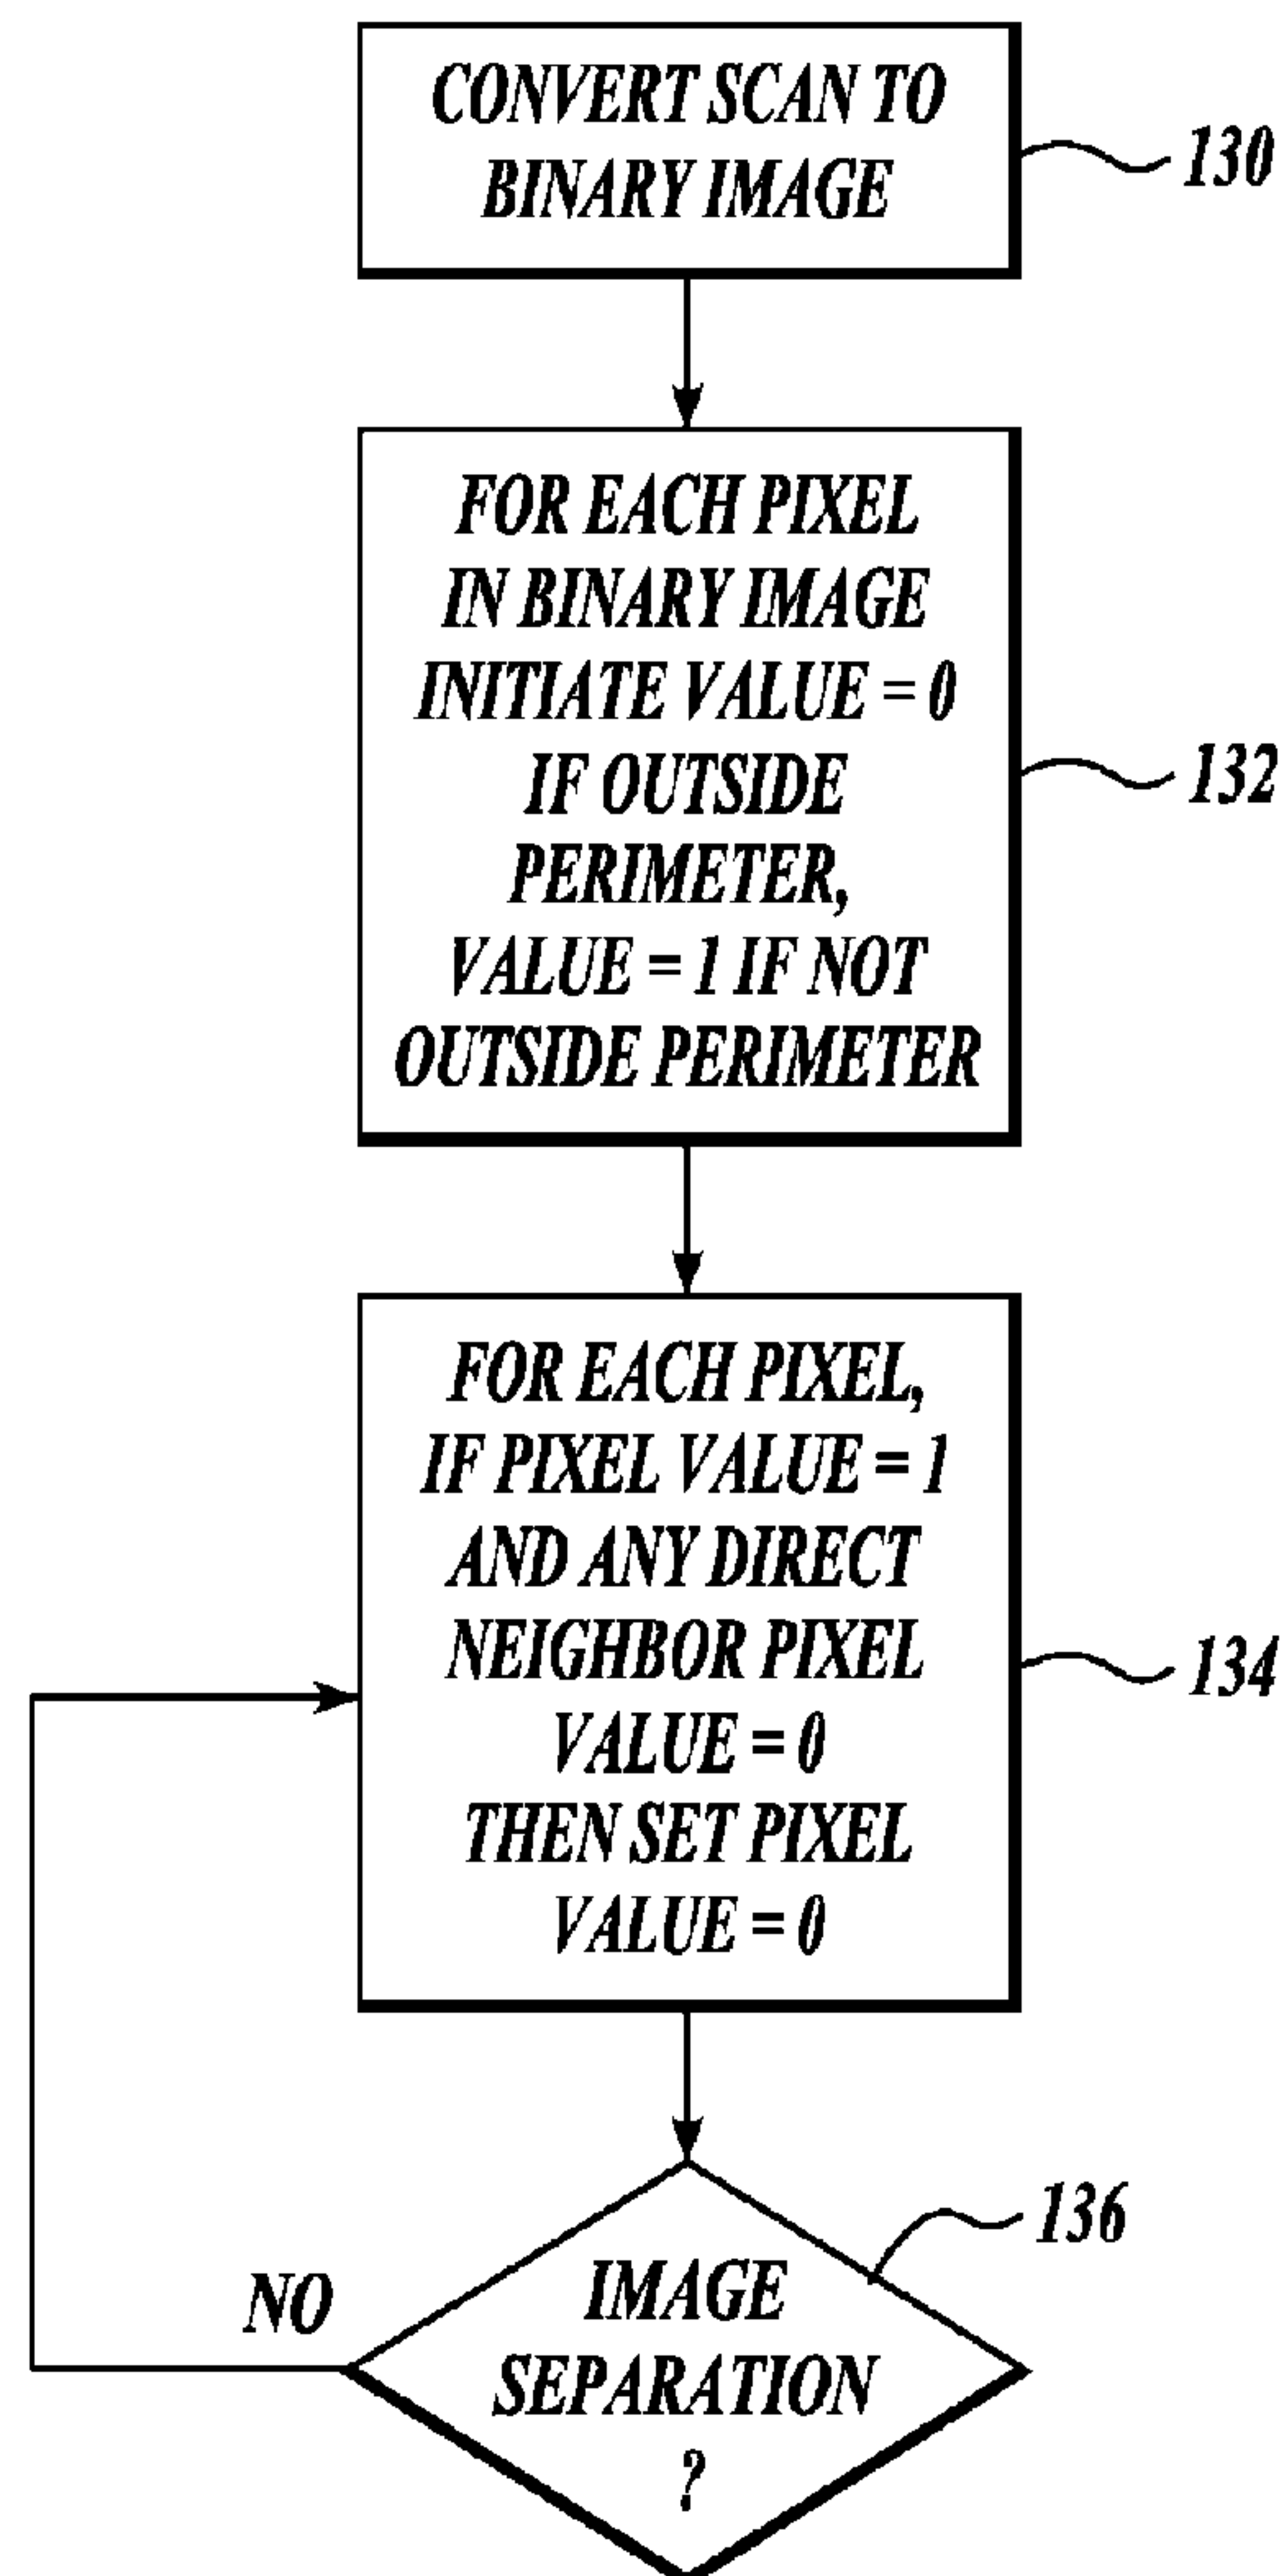 CONVERT SCAN TO
BINARY IMAGE
130
FOR EACH PIXEL
IN BINARY IMAGE
INITIATE VALUE = 0
IF OUTSIDE
PERIMETER,
VALUE = 1 IF NOT
OUTSIDE PERIMETER
132
FOR EACH PIXEL,
IF PIXEL VALUE = 1
AND ANY DIRECT
NEIGHBOR PIXEL
VALUE = 0
THEN SET PIXEL
VALUE = 0
134
136
NO
IMAGE
SEPARATION
?